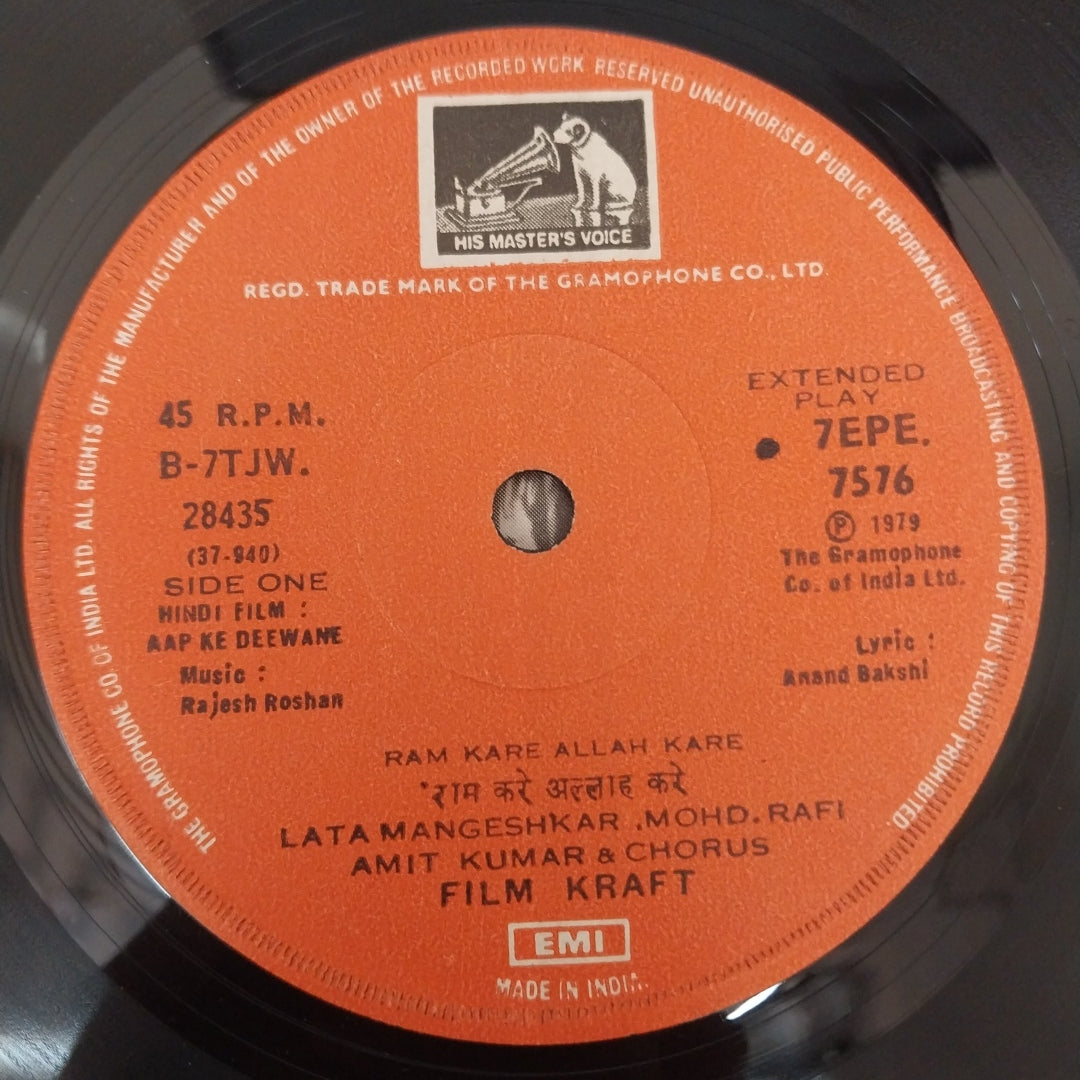 THE GRAMOPHONE CO. OF INDIA LTD. ALL RIGHTS OF THE MANUFACTURER AND OF THE OWNER OF THE RECORDED WORK RESERVED UNAUTHORISED PUBLIC PERFORMANCE BROADCASTING AND COPYING OF THIS RECORD PROHIBITED.
HIS MASTER'S VOICE
REGD. TRADE MARK OF THE GRAMOPHONE CO., LTD.
45 R.P.M.
B-7TJW.
28435
(37-940)
SIDE ONE
HINDI FILM :
AAP KE DEEWANE
Music :
Rajesh Roshan
EXTENDED
PLAY
7EPE.
7576
℗ 1979
The Gramophone
Co. of India Ltd.
Lyric :
Anand Bakshi
RAM KARE ALLAH KARE
राम करे अल्लाह करे
LATA MANGESHKAR .MOHD. RAFI
AMIT KUMAR & CHORUS
FILM KRAFT
EMI
MADE IN INDIA.